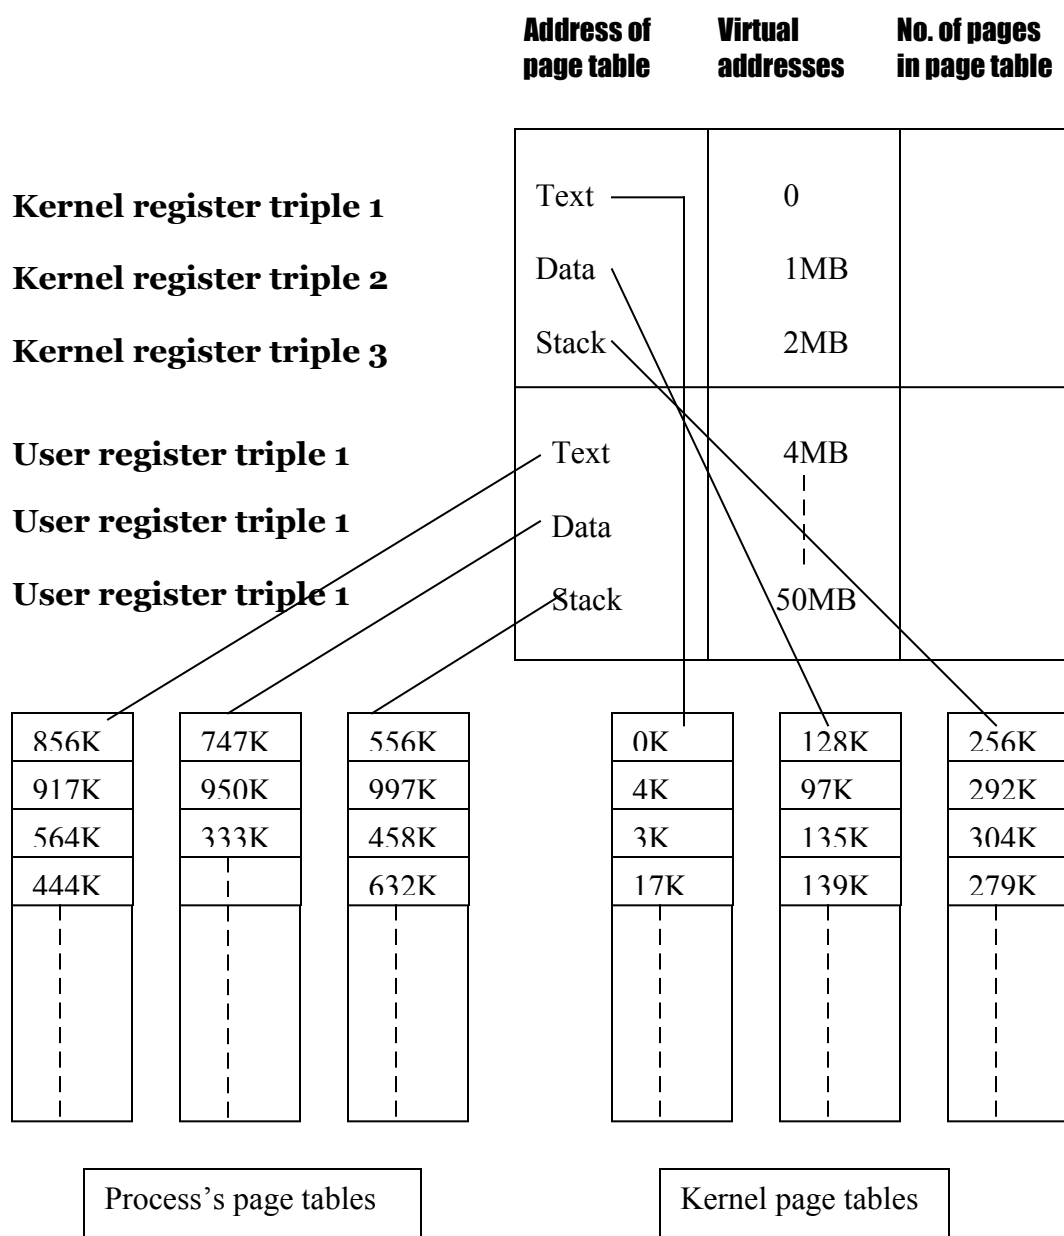 Address of page table Virtual addresses No. of pages in page table
Kernel register triple 1 Text 0
Kernel register triple 2 Data 1MB
Kernel register triple 3 Stack 2MB
User register triple 1 Text 4MB
User register triple 1 Data
User register triple 1 Stack 50MB
856K 747K 556K 0K 128K 256K
917K 950K 997K 4K 97K 292K
564K 333K 458K 3K 135K 304K
444K 632K 17K 139K 279K
Process’s page tables Kernel page tables